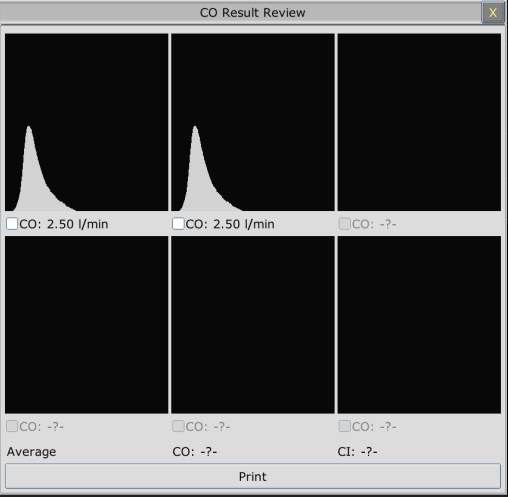 CO Result Review X
CO: 2.50 l/min CO: 2.50 l/min CO: -?-
CO: -?- CO: -?- CO: -?-
Average CO: -?- CI: -?-
Print